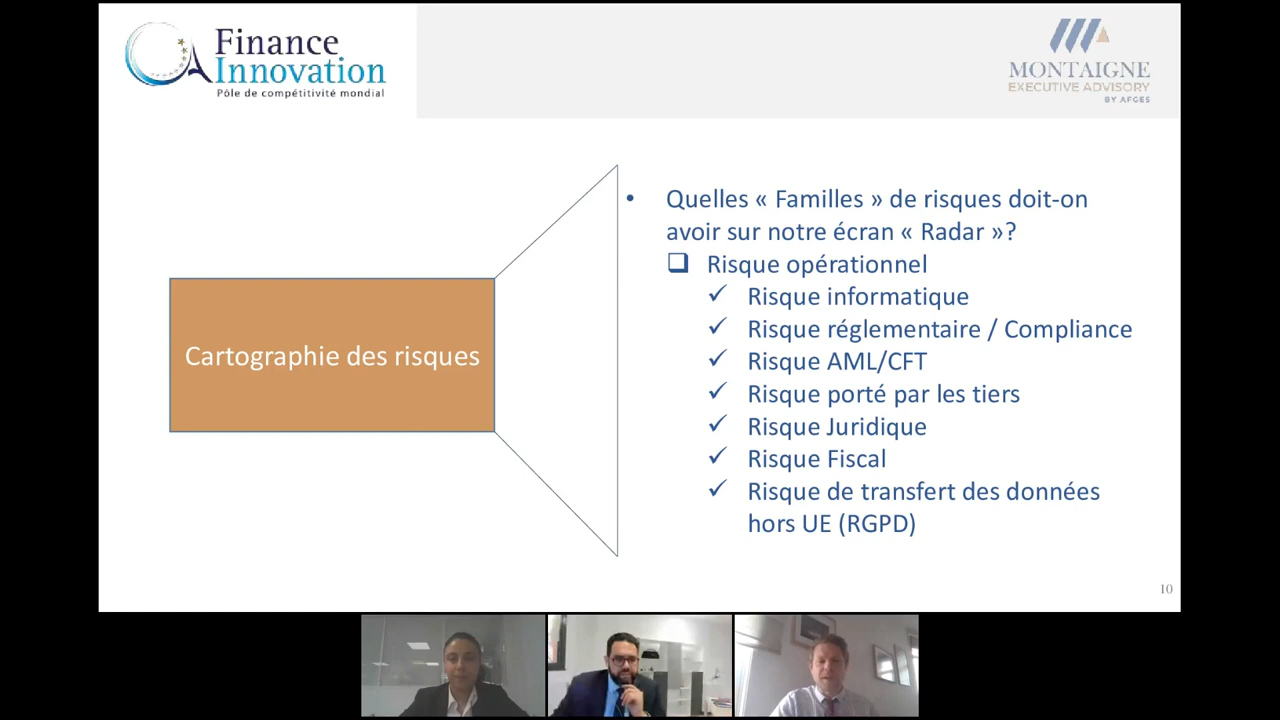 Finance
Innovation
Pôle de compétitivité mondial
MONTAIGNE
EXECUTIVE ADVISORY
BY AFGES
Cartographie des risques
• Quelles « Familles » de risques doit-on
avoir sur notre écran « Radar »?
❑ Risque opérationnel
✓ Risque informatique
✓ Risque réglementaire / Compliance
✓ Risque AML/CFT
✓ Risque porté par les tiers
✓ Risque Juridique
✓ Risque Fiscal
✓ Risque de transfert des données
hors UE (RGPD)
10